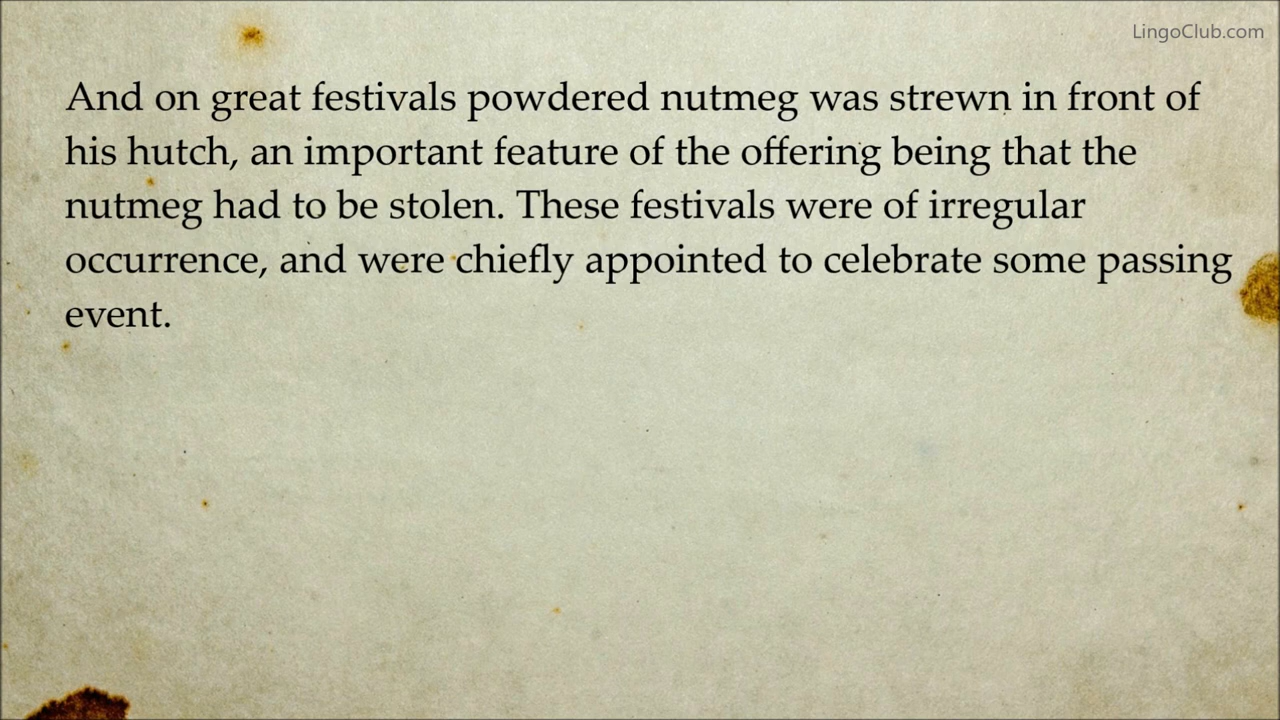 LingoClub.com
And on great festivals powdered nutmeg was strewn in front of
his hutch, an important feature of the offering being that the
nutmeg had to be stolen. These festivals were of irregular
occurrence, and were chiefly appointed to celebrate some passing
event.